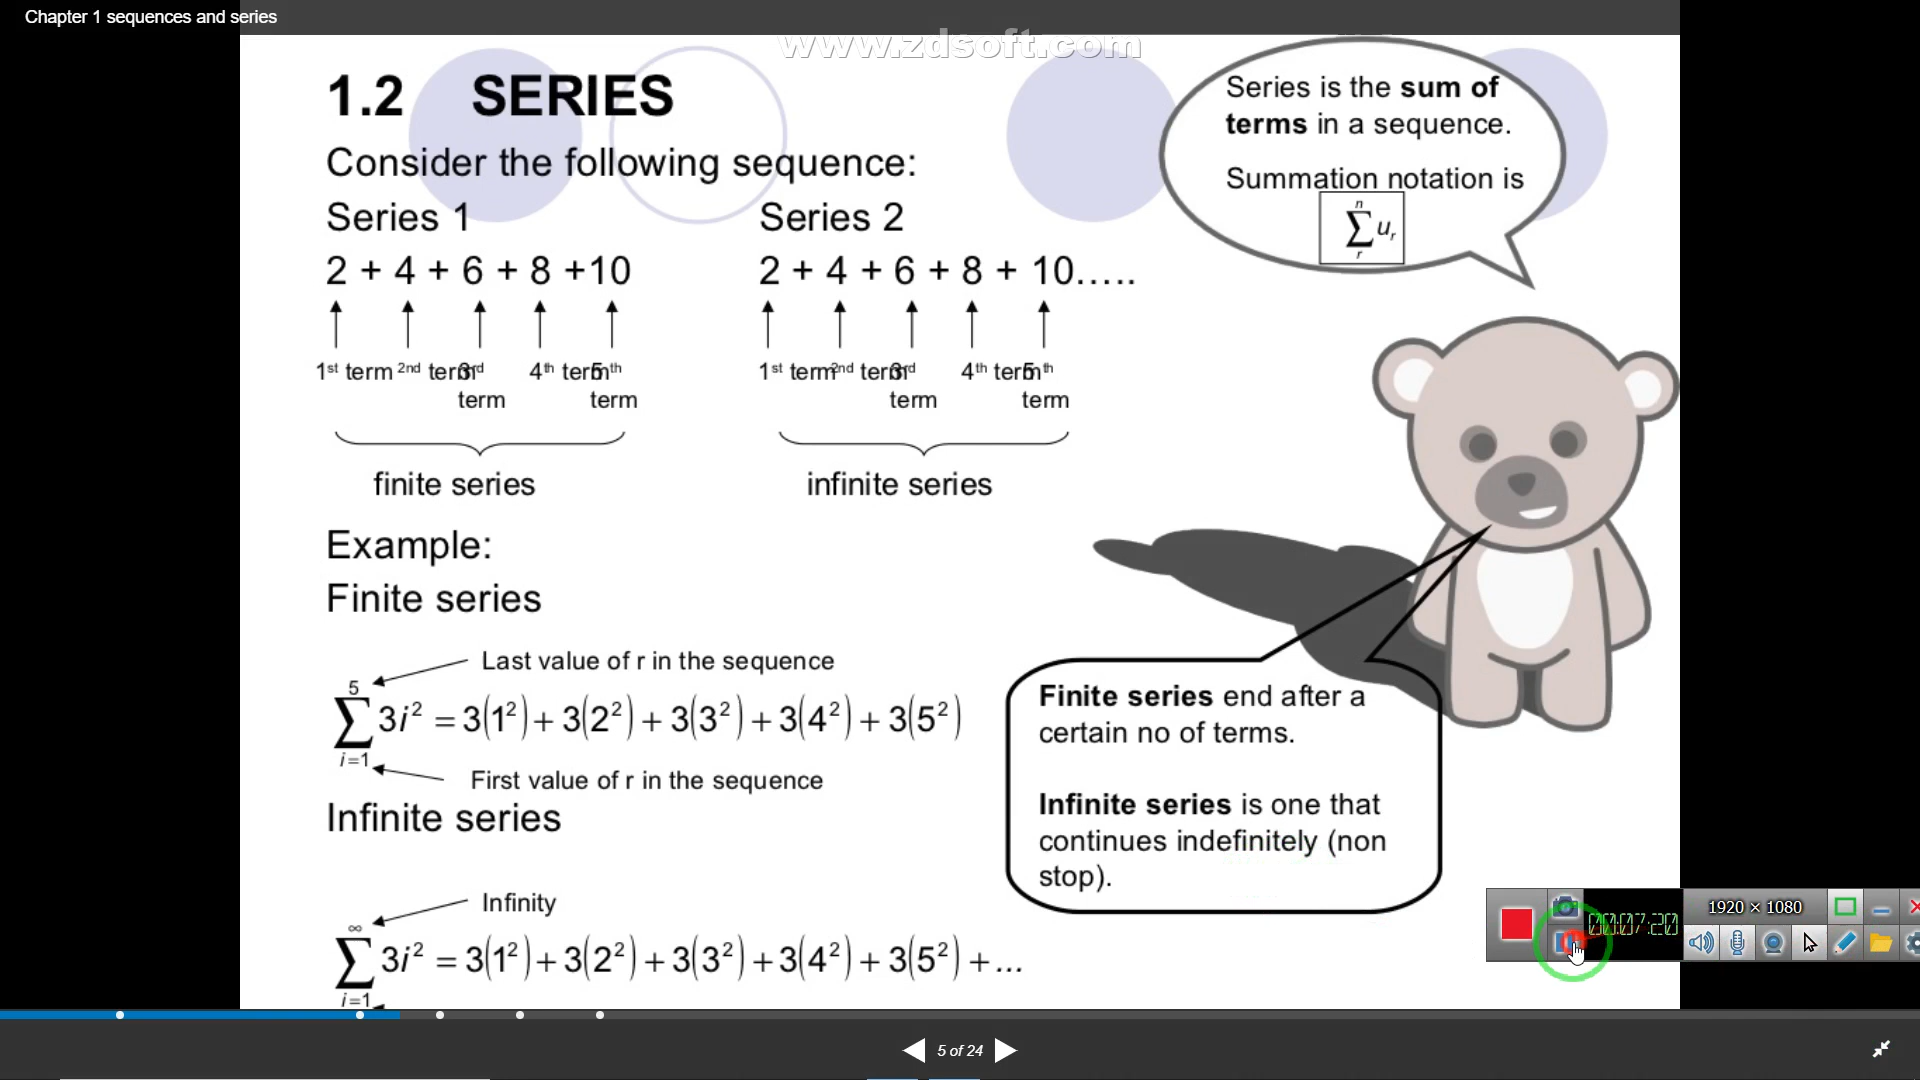 Chapter 1 sequences and series
www.zdsoft.com
1.2 SERIES
Consider the following sequence:
Series 1
2 + 4 + 6 + 8 +10
1st term 2nd term 3rd term 4th term 5th term
finite series
Series 2
2 + 4 + 6 + 8 + 10.....
1st term 2nd term 3rd term 4th term 5th term
infinite series
Series is the sum of
terms in a sequence.
Summation notation is
n
∑ uᵣ
r
Example:
Finite series
Last value of r in the sequence
5
∑ 3i² = 3(1²) + 3(2²) + 3(3²) + 3(4²) + 3(5²)
i=1
First value of r in the sequence
Infinite series
Infinity
∞
∑ 3i² = 3(1²) + 3(2²) + 3(3²) + 3(4²) + 3(5²) + ...
i=1
Finite series end after a
certain no of terms.
Infinite series is one that
continues indefinitely (non
stop).
00:07:20
1920 × 1080
5 of 24